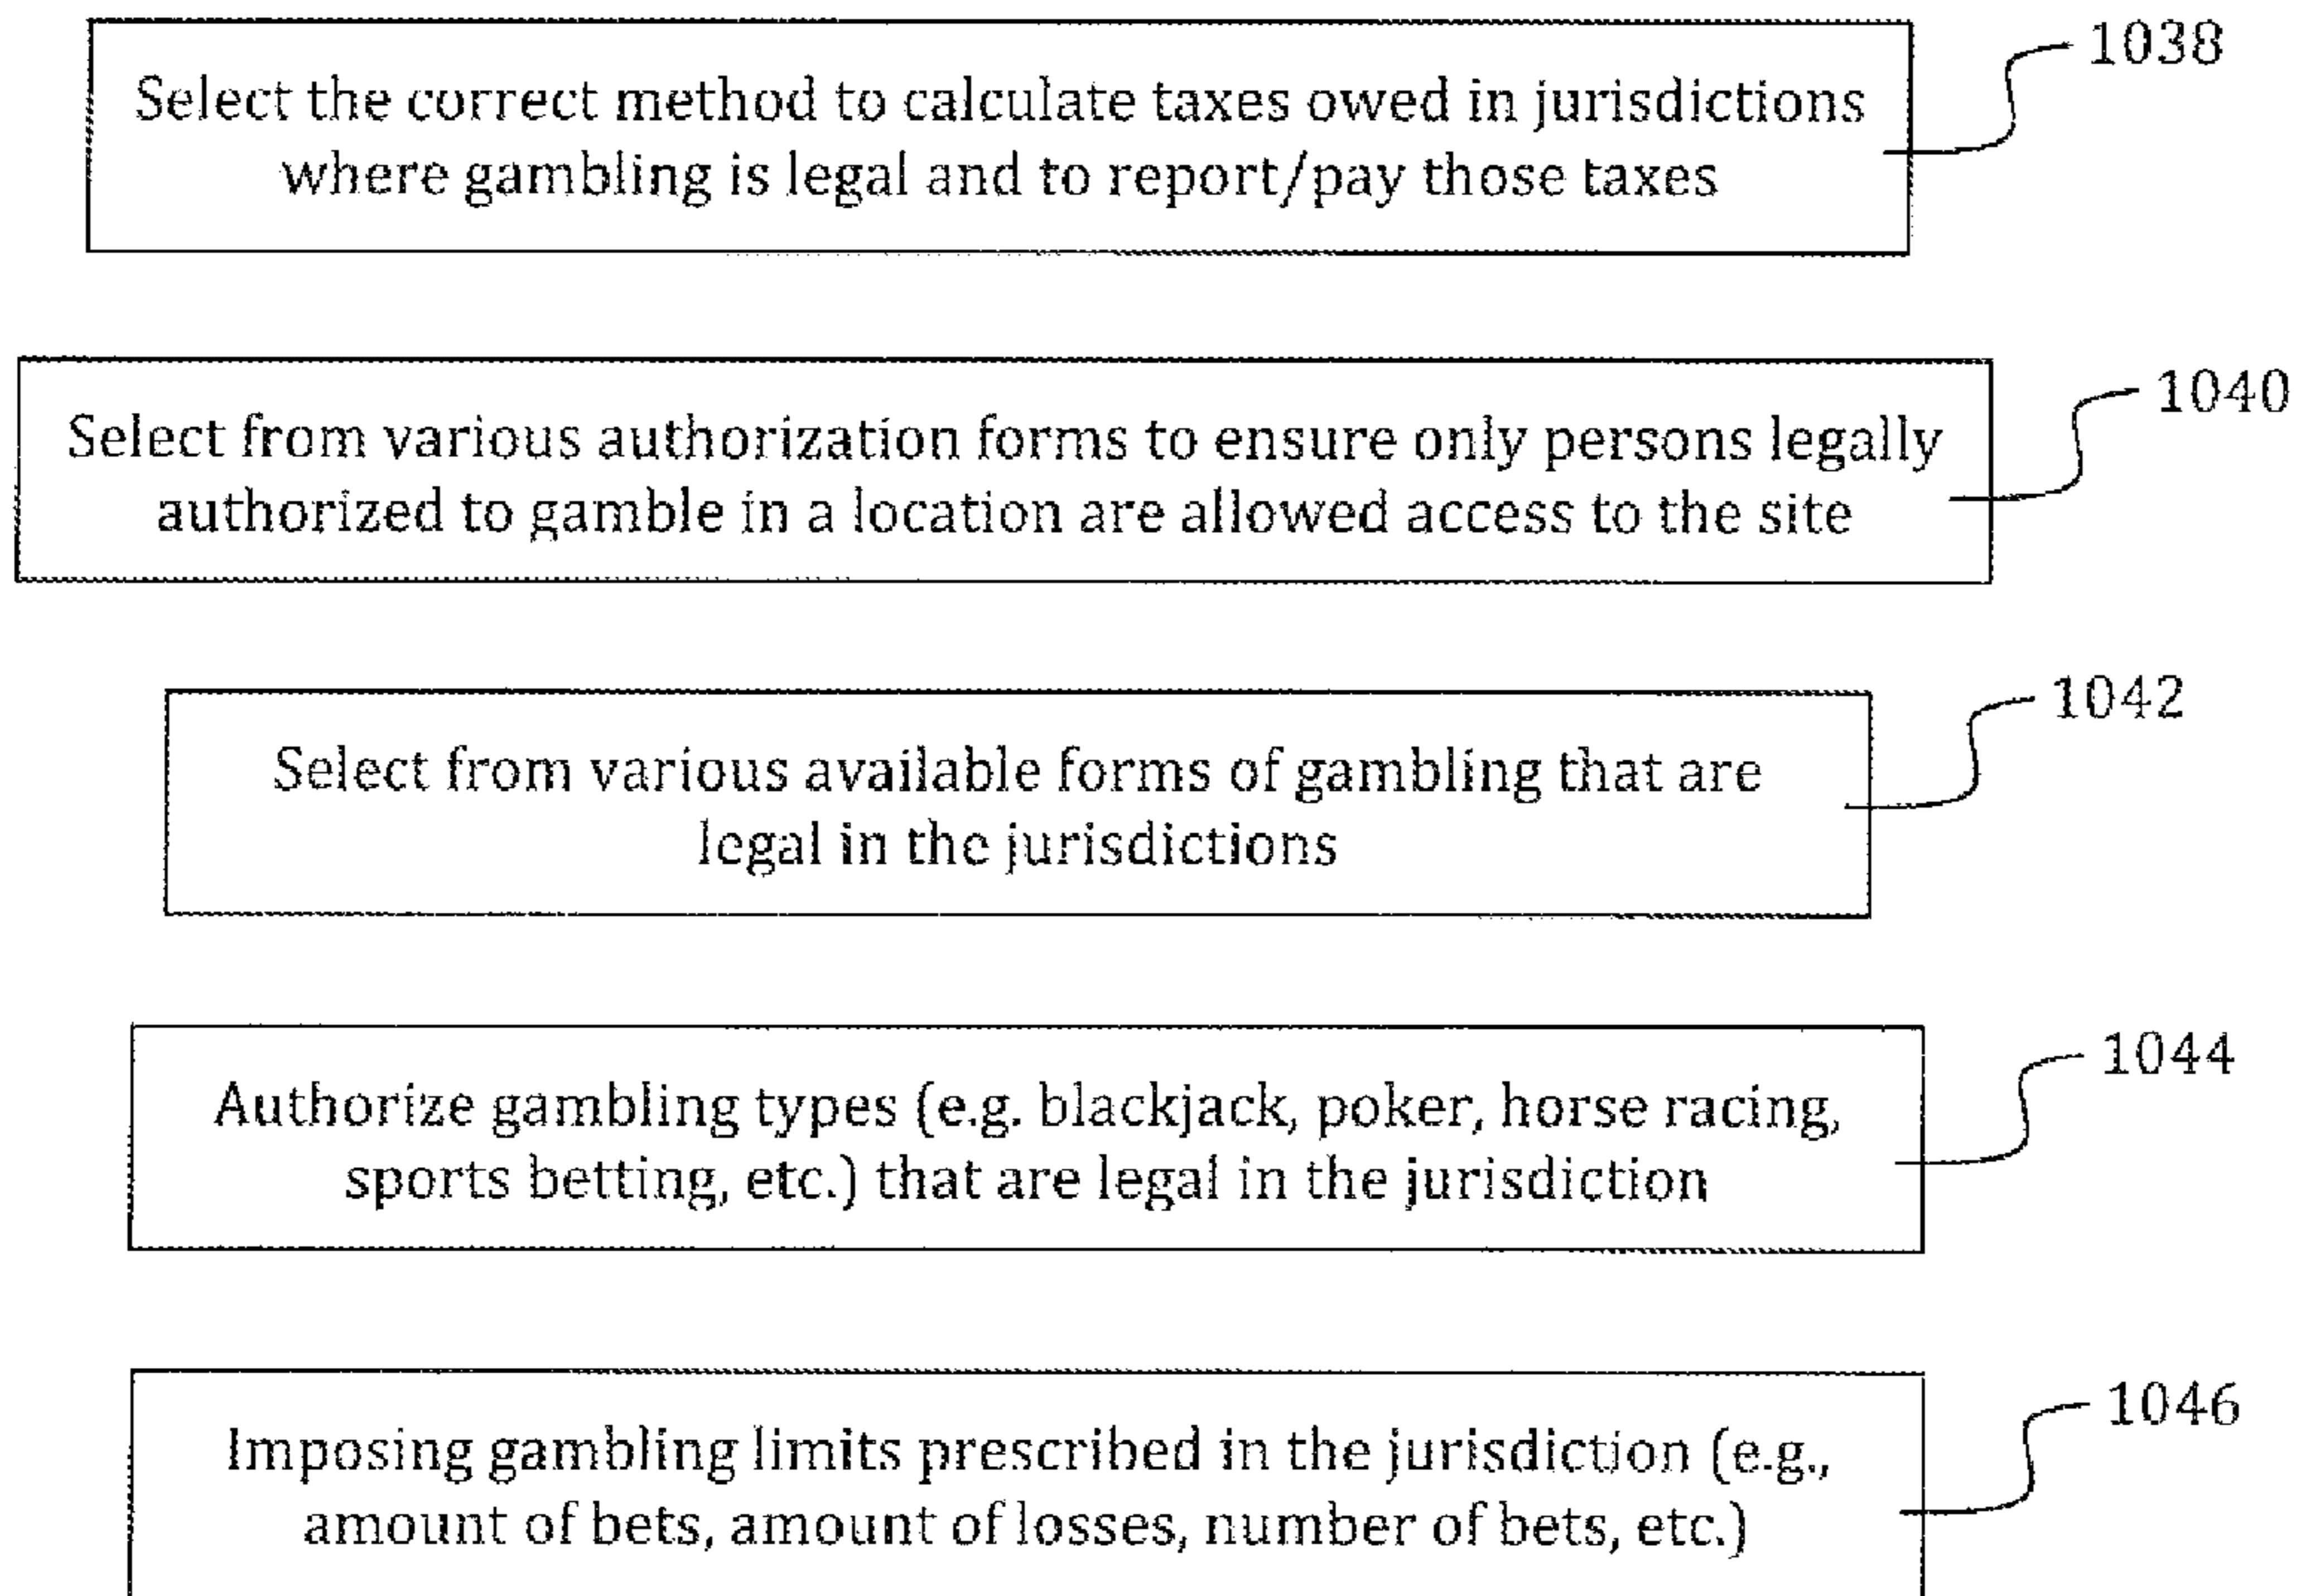 1038
Select the correct method to calculate taxes owed in jurisdictions
where gambling is legal and to report/pay those taxes
1040
Select from various authorization forms to ensure only persons legally
authorized to gamble in a location are allowed access to the site
1042
Select from various available forms of gambling that are
legal in the jurisdictions
1044
Authorize gambling types (e.g. blackjack, poker, horse racing,
sports betting, etc.) that are legal in the jurisdiction
1046
Imposing gambling limits prescribed in the jurisdiction (e.g.,
amount of bets, amount of losses, number of bets, etc.)